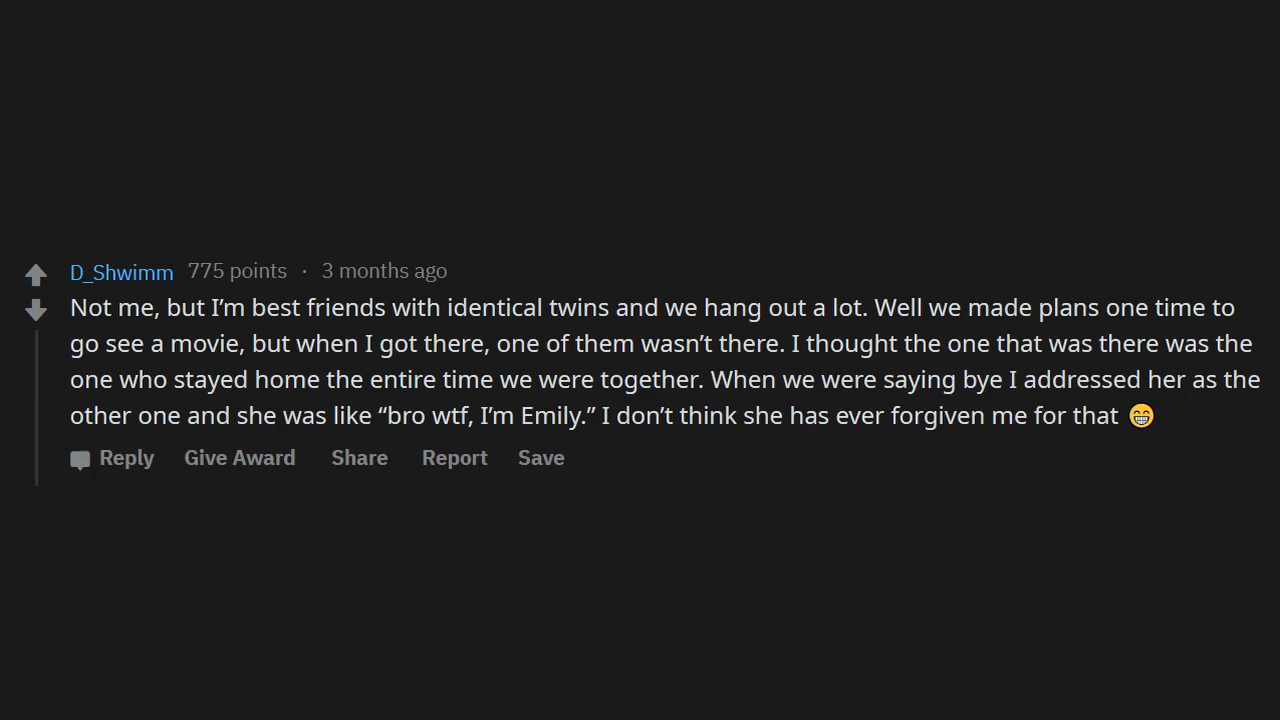 D_Shwimm 775 points · 3 months ago
Not me, but I’m best friends with identical twins and we hang out a lot. Well we made plans one time to
go see a movie, but when I got there, one of them wasn’t there. I thought the one that was there was the
one who stayed home the entire time we were together. When we were saying bye I addressed her as the
other one and she was like “bro wtf, I’m Emily.” I don’t think she has ever forgiven me for that 😁
Reply Give Award Share Report Save